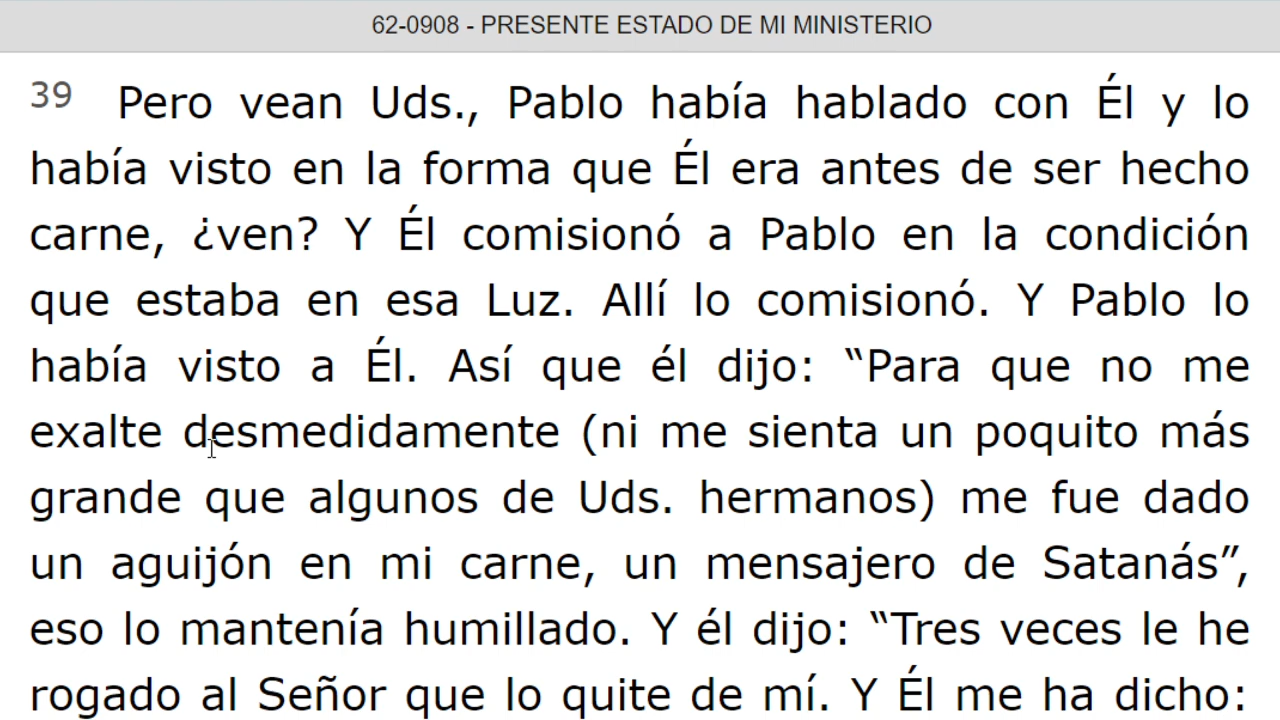 62-0908 - PRESENTE ESTADO DE MI MINISTERIO
39 Pero vean Uds., Pablo había hablado con Él y lo
había visto en la forma que Él era antes de ser hecho
carne, ¿ven? Y Él comisionó a Pablo en la condición
que estaba en esa Luz. Allí lo comisionó. Y Pablo lo
había visto a Él. Así que él dijo: “Para que no me
exalte desmedidamente (ni me sienta un poquito más
grande que algunos de Uds. hermanos) me fue dado
un aguijón en mi carne, un mensajero de Satanás”,
eso lo mantenía humillado. Y él dijo: “Tres veces le he
rogado al Señor que lo quite de mí. Y Él me ha dicho: